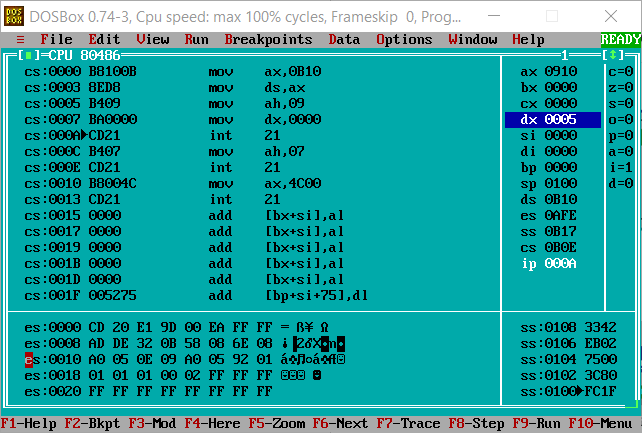 DOSBox 0.74-3, Cpu speed: max 100% cycles, Frameskip 0, Prog...
≡ File Edit View Run Breakpoints Data Options Window Help READY
[■]=CPU 80486 1 [↕]
cs:0000 BB100B mov ax,0B10 ax 0910 c=0
cs:0003 8ED8 mov ds,ax bx 0000 z=0
cs:0005 B409 mov ah,09 cx 0000 s=0
cs:0007 BA0000 mov dx,0000 dx 0005 o=0
cs:000A▶CD21 int 21 si 0000 p=0
cs:000C B407 mov ah,07 di 0000 a=0
cs:000E CD21 int 21 bp 0000 i=1
cs:0010 B8004C mov ax,4C00 sp 0100 d=0
cs:0013 CD21 int 21 ds 0B10
cs:0015 0000 add [bx+si],al es 0AFE
cs:0017 0000 add [bx+si],al ss 0B17
cs:0019 0000 add [bx+si],al cs 0B0E
cs:001B 0000 add [bx+si],al ip 000A
cs:001D 0000 add [bx+si],al
cs:001F 005275 add [bp+si+75],dl
es:0000 CD 20 E1 9D 00 EA FF FF = ß¥ Ω ss:0108 3342
es:0008 AD DE 32 0B 58 08 6E 08 ss:0106 EB02
es:0010 A0 05 0E 09 A0 05 92 01 ss:0104 7500
es:0018 01 01 01 00 02 FF FF FF ☺☺☺ ☻ ss:0102 3C80
es:0020 FF FF FF FF FF FF FF FF ss:0100▶FC1F
F1-Help F2-Bkpt F3-Mod F4-Here F5-Zoom F6-Next F7-Trace F8-Step F9-Run F10-Menu